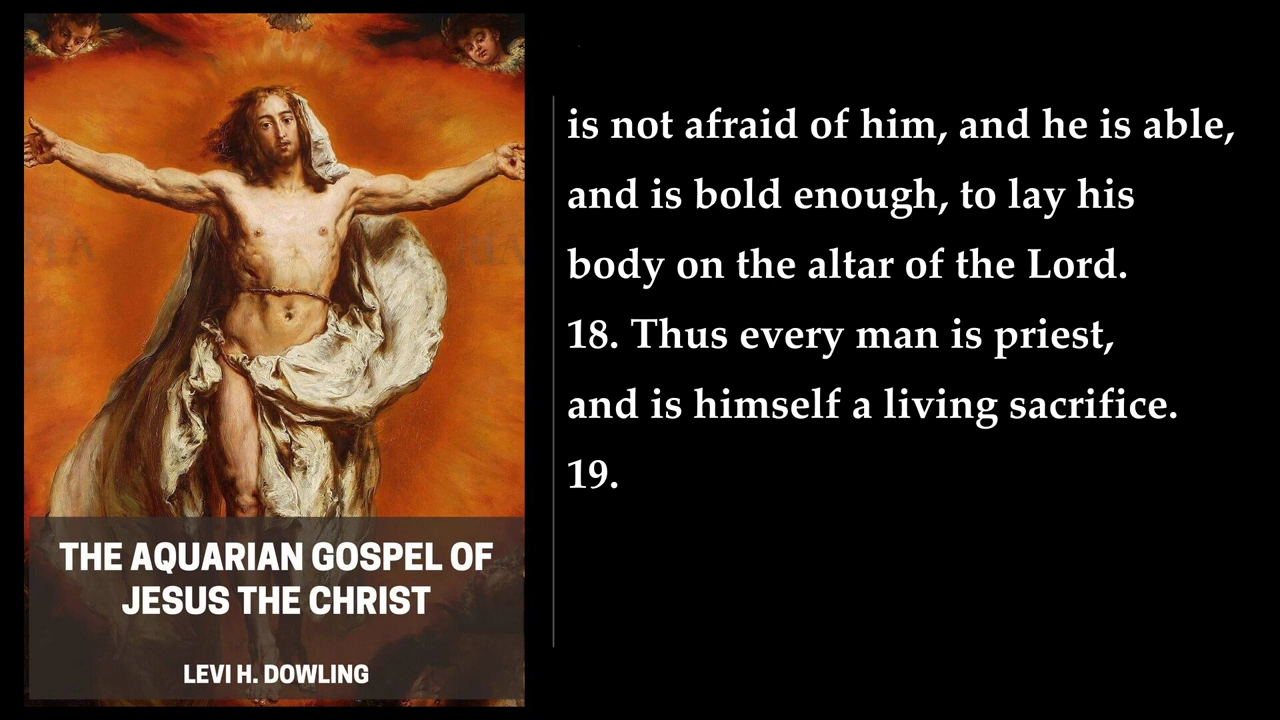 is not afraid of him, and he is able,
and is bold enough, to lay his
body on the altar of the Lord.
18. Thus every man is priest,
and is himself a living sacrifice.
19.
THE AQUARIAN GOSPEL OF
JESUS THE CHRIST
LEVI H. DOWLING